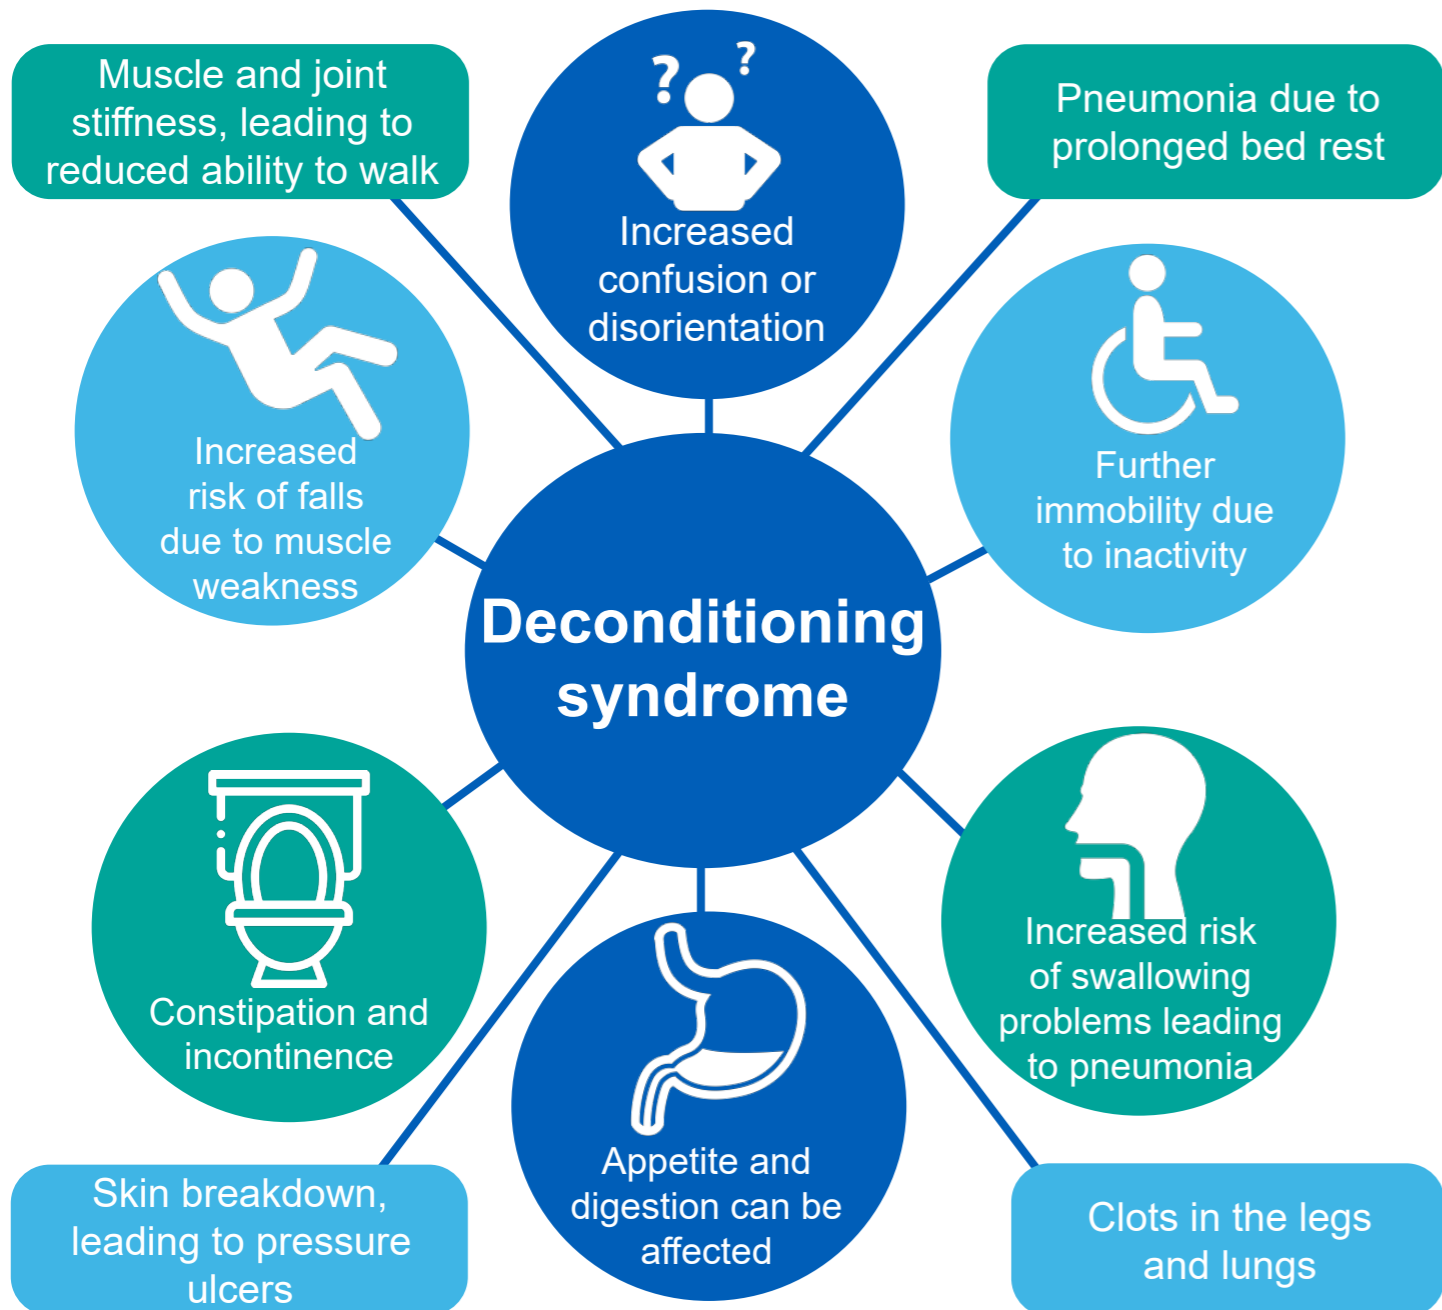 Muscle and joint
stiffness, leading to
reduced ability to walk
? ?
Increased
confusion or
disorientation
Pneumonia due to
prolonged bed rest
Increased
risk of falls
due to muscle
weakness
Further
immobility due
to inactivity
Deconditioning
syndrome
Constipation and
incontinence
Increased risk
of swallowing
problems leading
to pneumonia
Skin breakdown,
leading to pressure
ulcers
Appetite and
digestion can be
affected
Clots in the legs
and lungs